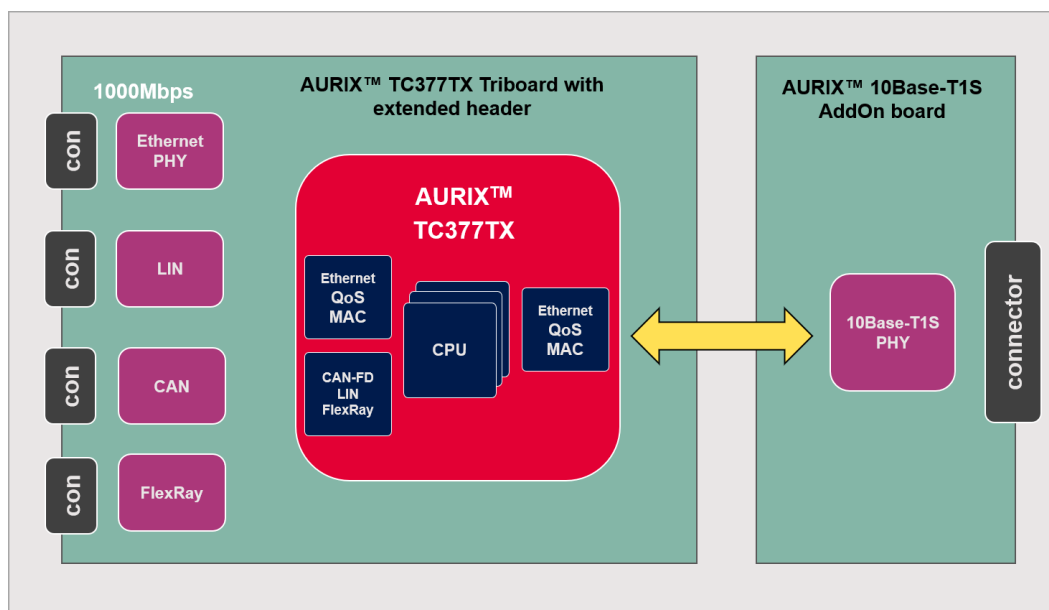 1000Mbps
AURIX™ TC377TX Triboard with
extended header
AURIX™ 10Base-T1S
AddOn board
con
Ethernet
PHY
con
LIN
con
CAN
con
FlexRay
AURIX™
TC377TX
Ethernet
QoS
MAC
CAN-FD
LIN
FlexRay
CPU
Ethernet
QoS
MAC
10Base-T1S
PHY
connector